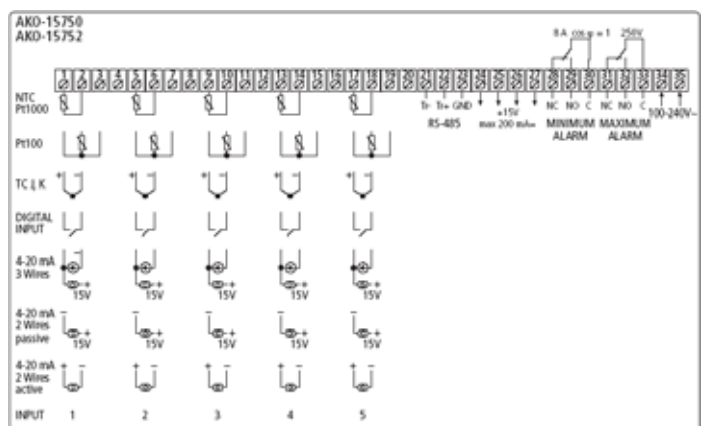 AKO-15750
AKO-15752
8 A cos φ = 1 250V
1 2 3 4 5 6 7 8 9 10 11 12 13 14 15 16 17 18 19 20 21 22 23 24 25 26 27 28 29 30 31 32 33 34 35
NTC
Pt1000
Tr- Tr+ GND
RS-485
+15V
max 200 mA=
NC NO C
MINIMUM
ALARM
NC NO C
MAXIMUM
ALARM
100-240V~
Pt100
TC J, K
+ - + - + - + - + -
DIGITAL
INPUT
4-20 mA
3 Wires
15V 15V 15V 15V 15V
4-20 mA
2 Wires
passive
15V 15V 15V 15V 15V
4-20 mA
2 Wires
active
+ - + - + - + - + -
INPUT 1 2 3 4 5